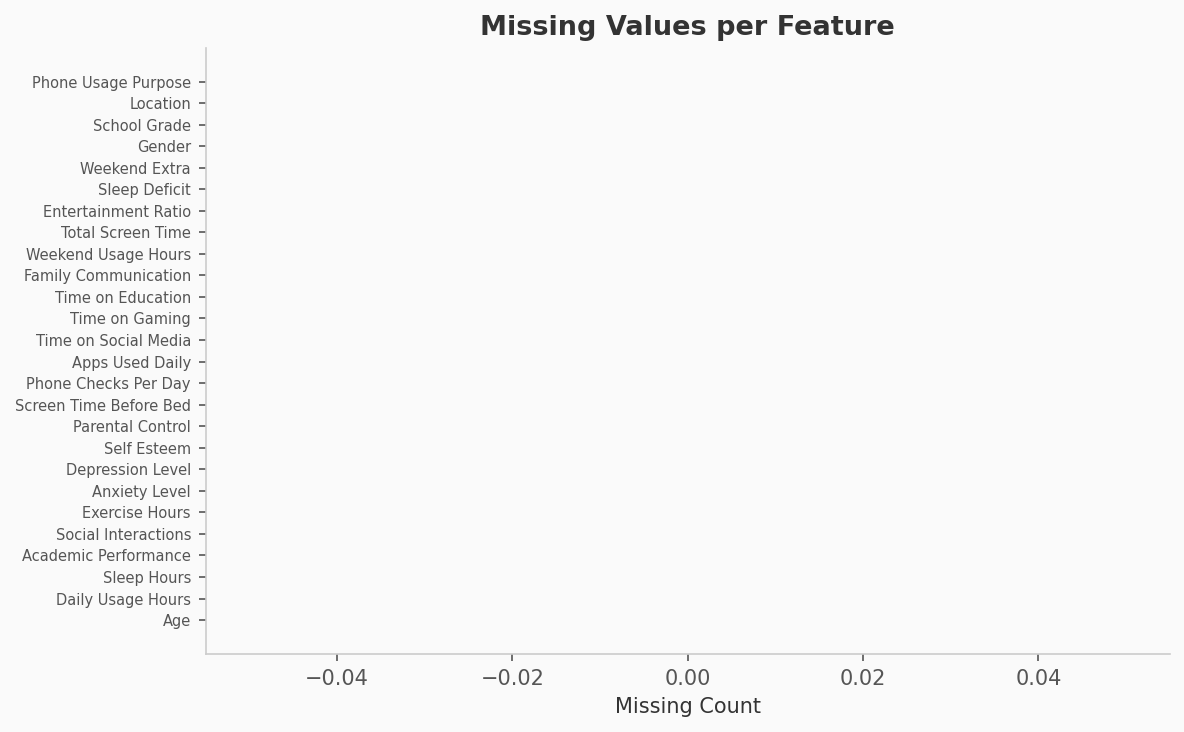 Missing Values per Feature
Phone Usage Purpose
Location
School Grade
Gender
Weekend Extra
Sleep Deficit
Entertainment Ratio
Total Screen Time
Weekend Usage Hours
Family Communication
Time on Education
Time on Gaming
Time on Social Media
Apps Used Daily
Phone Checks Per Day
Screen Time Before Bed
Parental Control
Self Esteem
Depression Level
Anxiety Level
Exercise Hours
Social Interactions
Academic Performance
Sleep Hours
Daily Usage Hours
Age
−0.04 −0.02 0.00 0.02 0.04
Missing Count